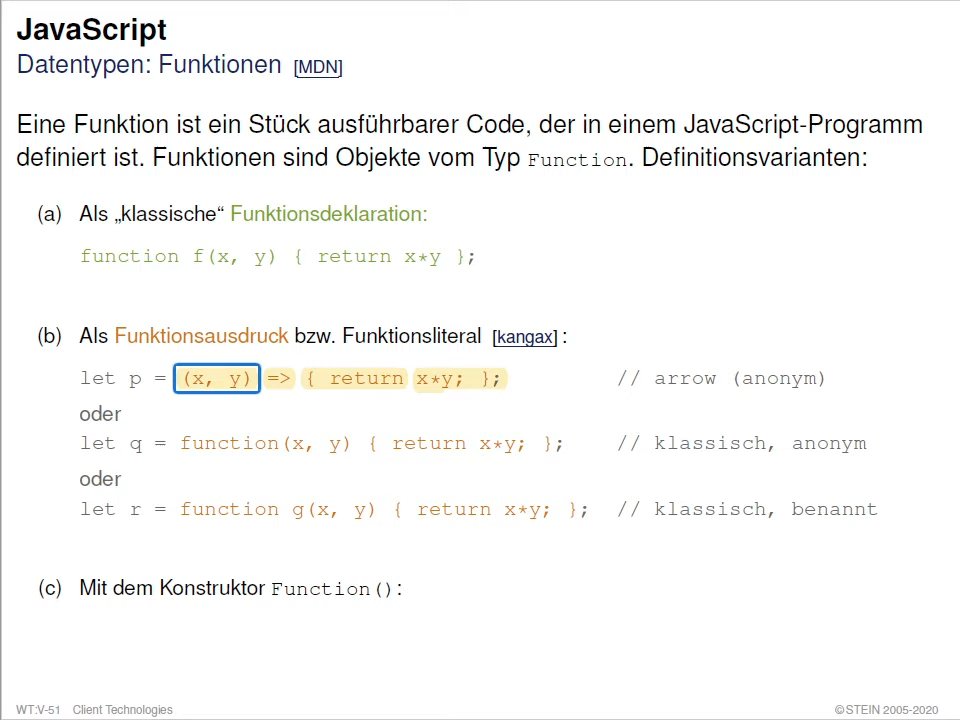 JavaScript
Datentypen: Funktionen [MDN]
Eine Funktion ist ein Stück ausführbarer Code, der in einem JavaScript-Programm
definiert ist. Funktionen sind Objekte vom Typ Function. Definitionsvarianten:
(a) Als „klassische“ Funktionsdeklaration:
function f(x, y) { return x*y };
(b) Als Funktionsausdruck bzw. Funktionsliteral [kangax]:
let p = (x, y) => { return x*y; }; // arrow (anonym)
oder
let q = function(x, y) { return x*y; }; // klassisch, anonym
oder
let r = function g(x, y) { return x*y; }; // klassisch, benannt
(c) Mit dem Konstruktor Function():
WT:V-51 Client Technologies ©STEIN 2005-2020